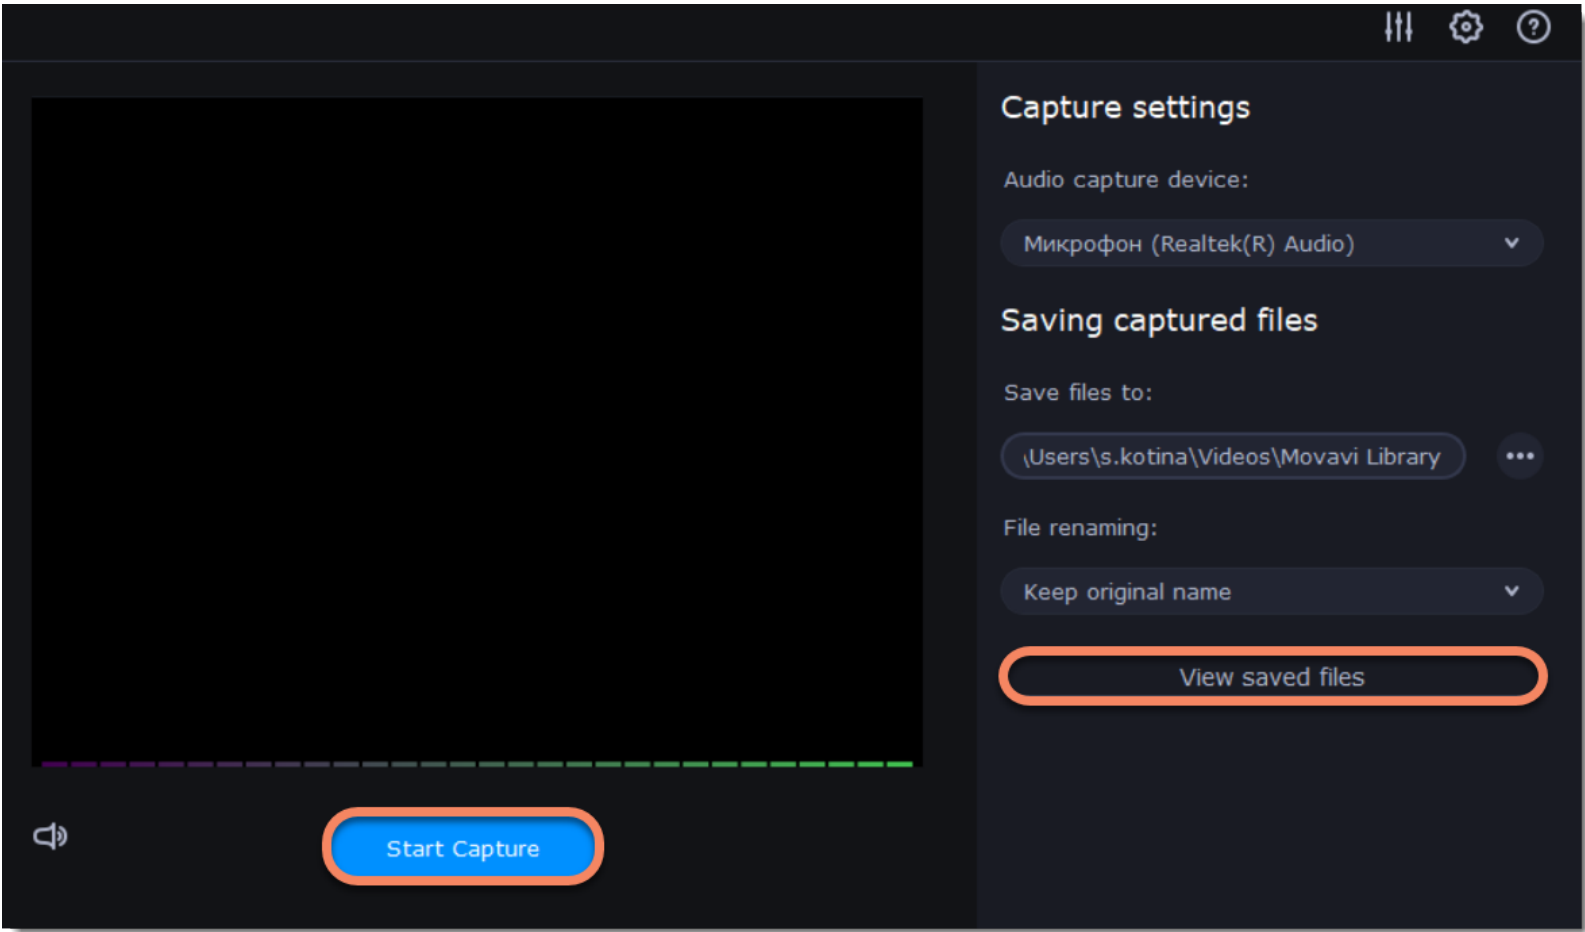 Capture settings
Audio capture device:
Микрофон (Realtek(R) Audio)
Saving captured files
Save files to:
\Users\s.kotina\Videos\Movavi Library
File renaming:
Keep original name
View saved files
Start Capture